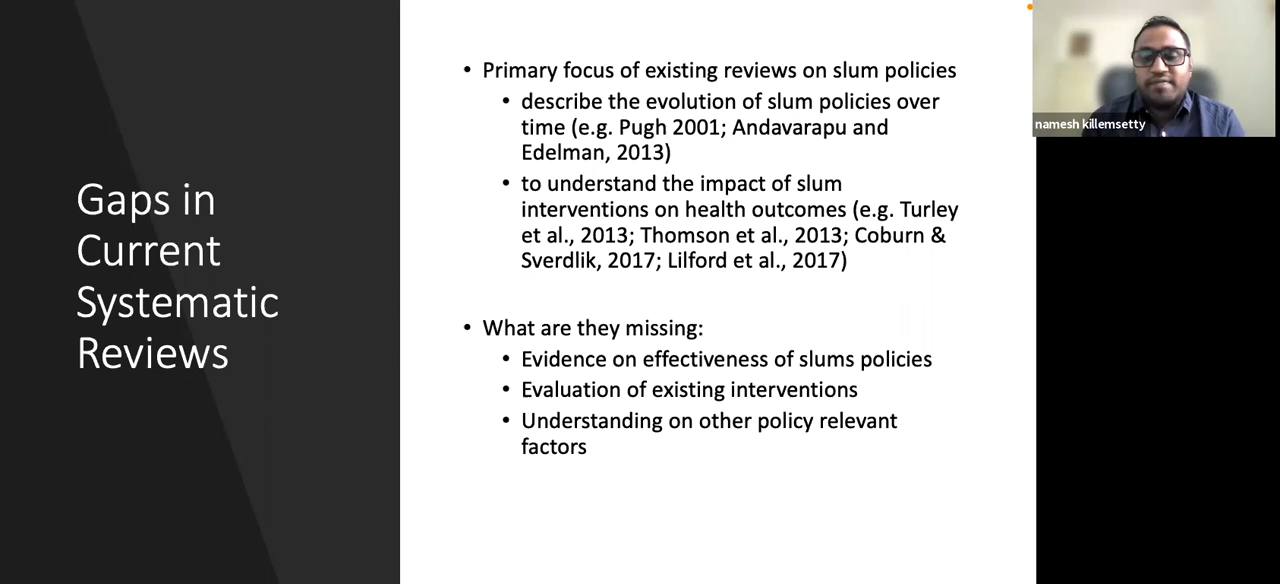 Gaps in
Current
Systematic
Reviews
• Primary focus of existing reviews on slum policies
• describe the evolution of slum policies over
time (e.g. Pugh 2001; Andavarapu and
Edelman, 2013)
• to understand the impact of slum
interventions on health outcomes (e.g. Turley
et al., 2013; Thomson et al., 2013; Coburn &
Sverdlik, 2017; Lilford et al., 2017)
• What are they missing:
• Evidence on effectiveness of slums policies
• Evaluation of existing interventions
• Understanding on other policy relevant
factors
namesh killemsetty